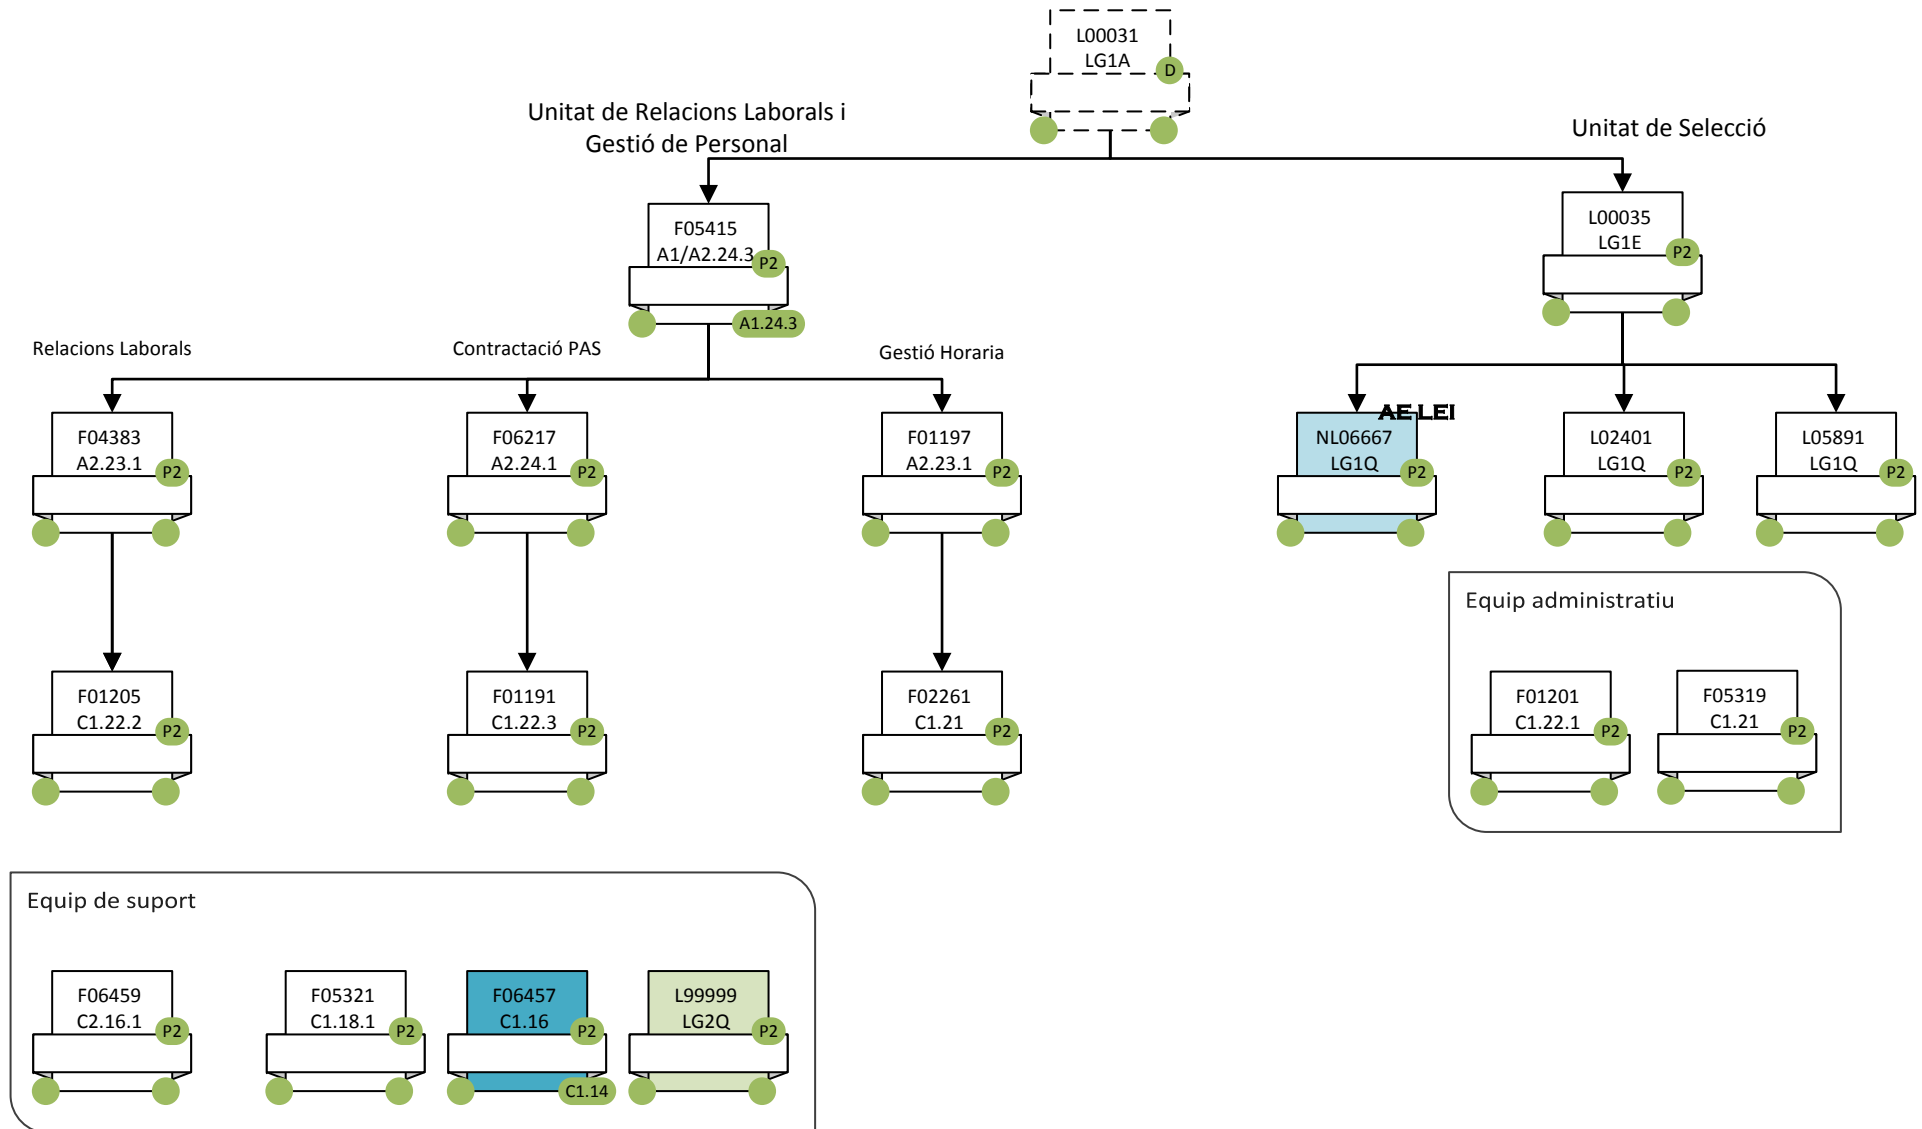 L00031
LG1A
D
Unitat de Relacions Laborals i
Gestió de Personal
Unitat de Selecció
F05415
A1/A2.24.3
P2
A1.24.3
L00035
LG1E
P2
Relacions Laborals
Contractació PAS
Gestió Horaria
F04383
A2.23.1
P2
F06217
A2.24.1
P2
F01197
A2.23.1
P2
AE LEI
NL06667
LG1Q
P2
L02401
LG1Q
P2
L05891
LG1Q
P2
F01205
C1.22.2
P2
F01191
C1.22.3
P2
F02261
C1.21
P2
Equip administratiu
F01201
C1.22.1
P2
F05319
C1.21
P2
Equip de suport
F06459
C2.16.1
P2
F05321
C1.18.1
P2
F06457
C1.16
P2
C1.14
L99999
LG2Q
P2